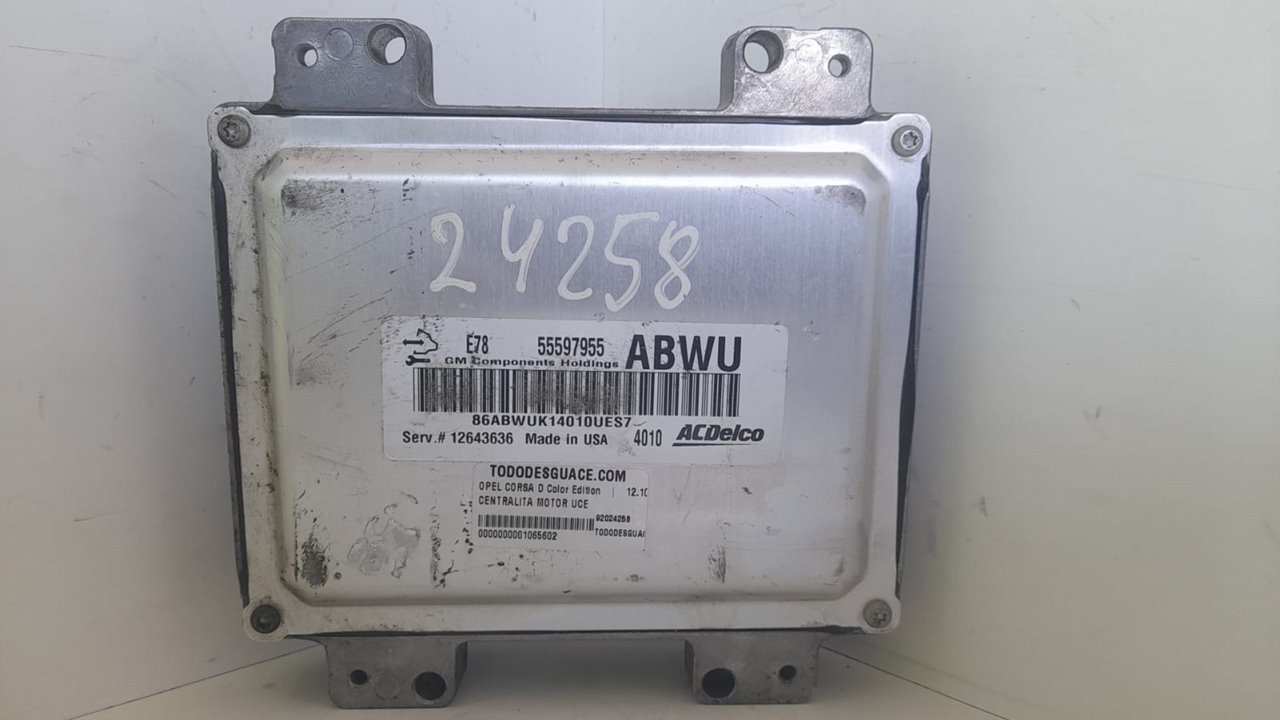 24258
E78 55597955 ABWU
GM Components Holdings
86ABWUK14010UES7
Serv.# 12643636 Made in USA 4010 ACDelco
TODODESGUACE.COM
OPEL CORSA D Color Edition | 12.10
CENTRALITA MOTOR UCE
92024258
0000000001065602 TODODESGUA